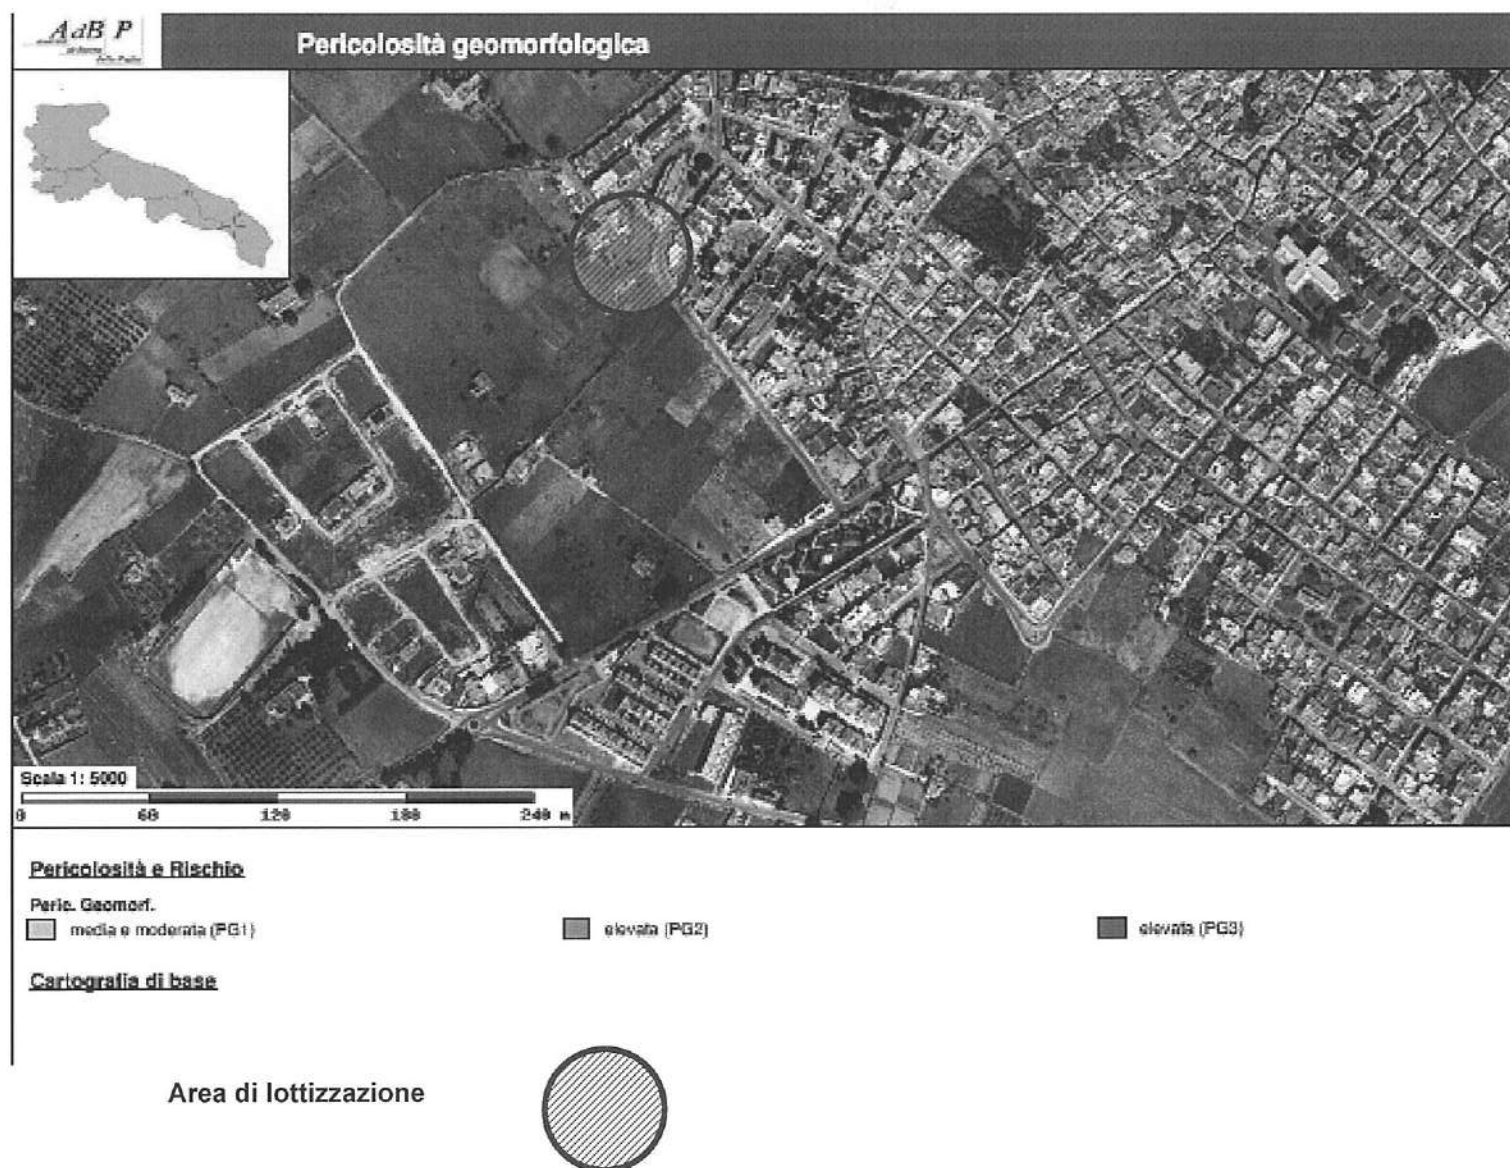 AdB P
Pericolosità geomorfologica
Scala 1: 5000
0 60 120 180 240 m
Pericolosità e Rischio
Peric. Geomorf.
media e moderata (PG1) elevata (PG2) elevata (PG3)
Cartografia di base
Area di lottizzazione